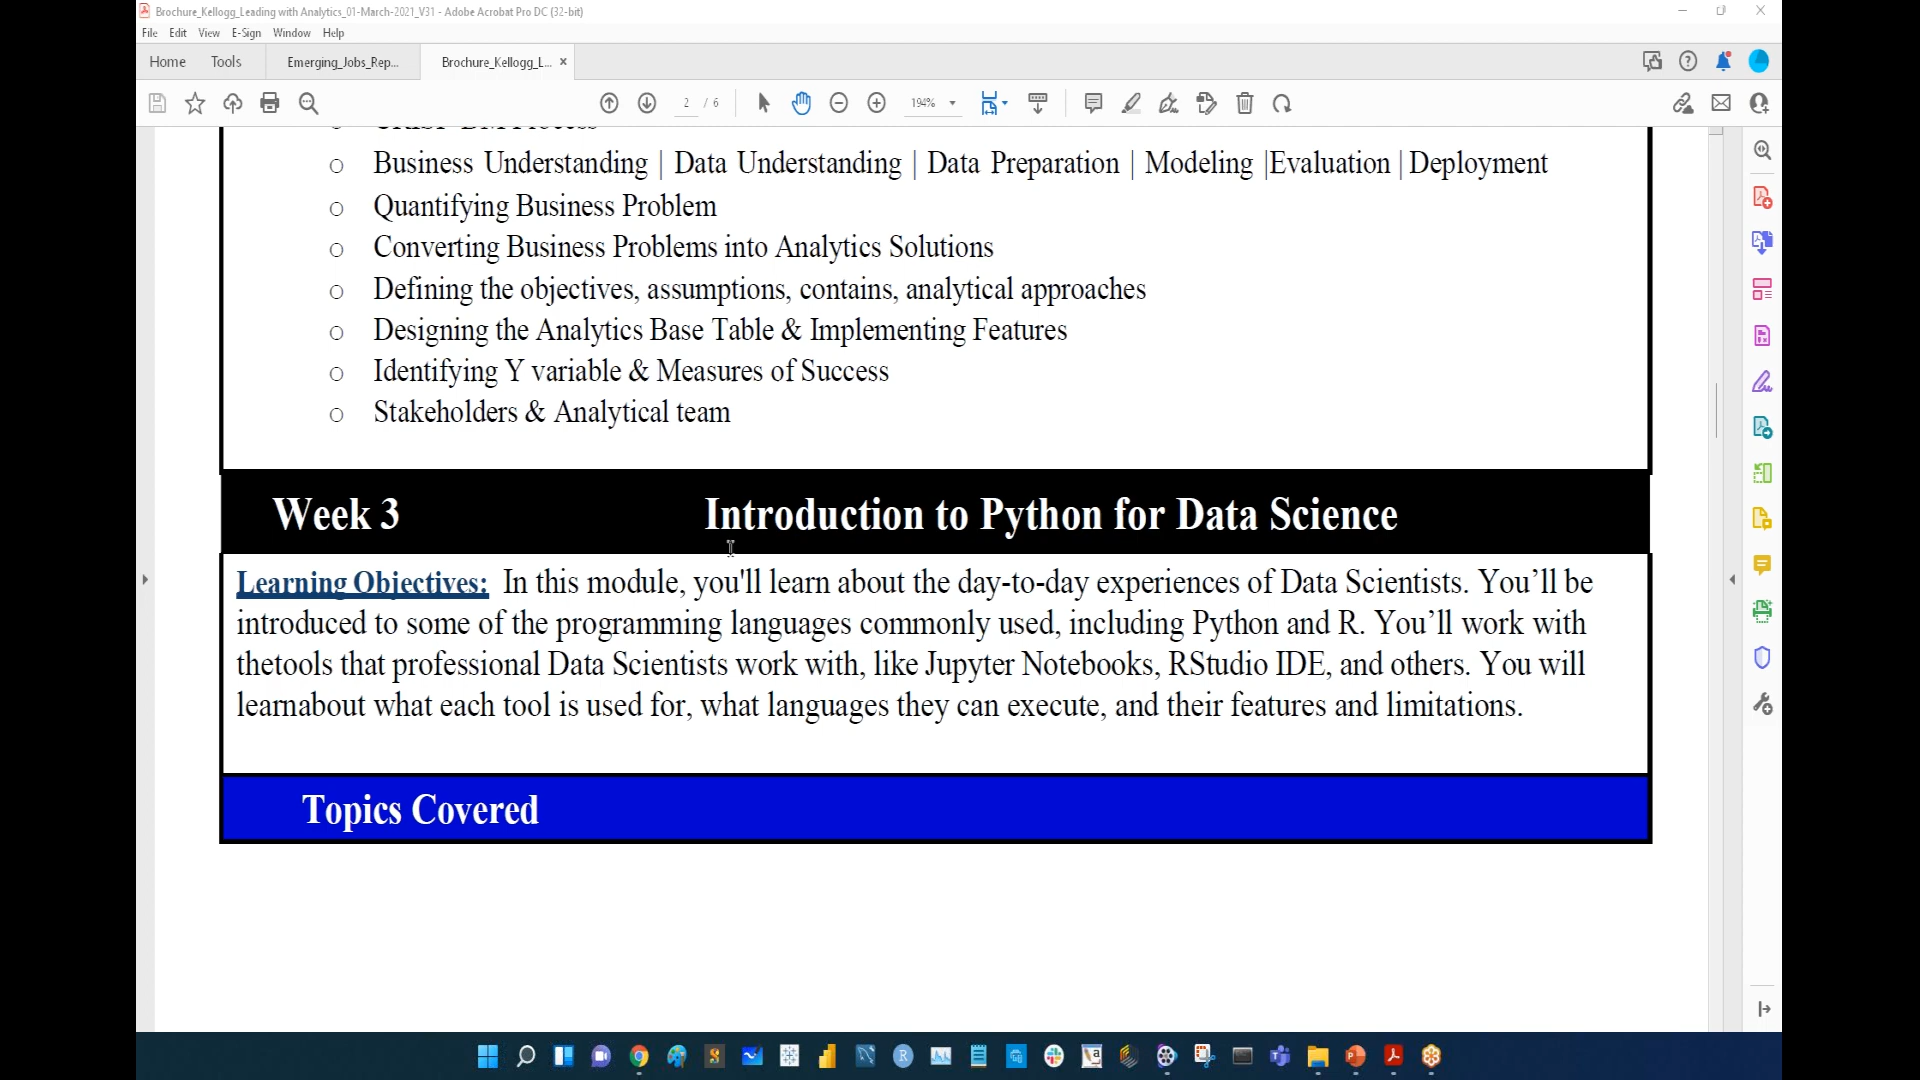 Brochure_Kellogg_Leading with Analytics_01-March-2021_V31 - Adobe Acrobat Pro DC (32-bit)
File Edit View E-Sign Window Help
Home Tools Emerging_Jobs_Rep... Brochure_Kellogg_L... ×
2 / 6 194%
CRISP-DM Process
○ Business Understanding | Data Understanding | Data Preparation | Modeling |Evaluation | Deployment
○ Quantifying Business Problem
○ Converting Business Problems into Analytics Solutions
○ Defining the objectives, assumptions, contains, analytical approaches
○ Designing the Analytics Base Table & Implementing Features
○ Identifying Y variable & Measures of Success
○ Stakeholders & Analytical team
Week 3 Introduction to Python for Data Science
Learning Objectives: In this module, you'll learn about the day-to-day experiences of Data Scientists. You’ll be
introduced to some of the programming languages commonly used, including Python and R. You’ll work with
thetools that professional Data Scientists work with, like Jupyter Notebooks, RStudio IDE, and others. You will
learnabout what each tool is used for, what languages they can execute, and their features and limitations.
Topics Covered